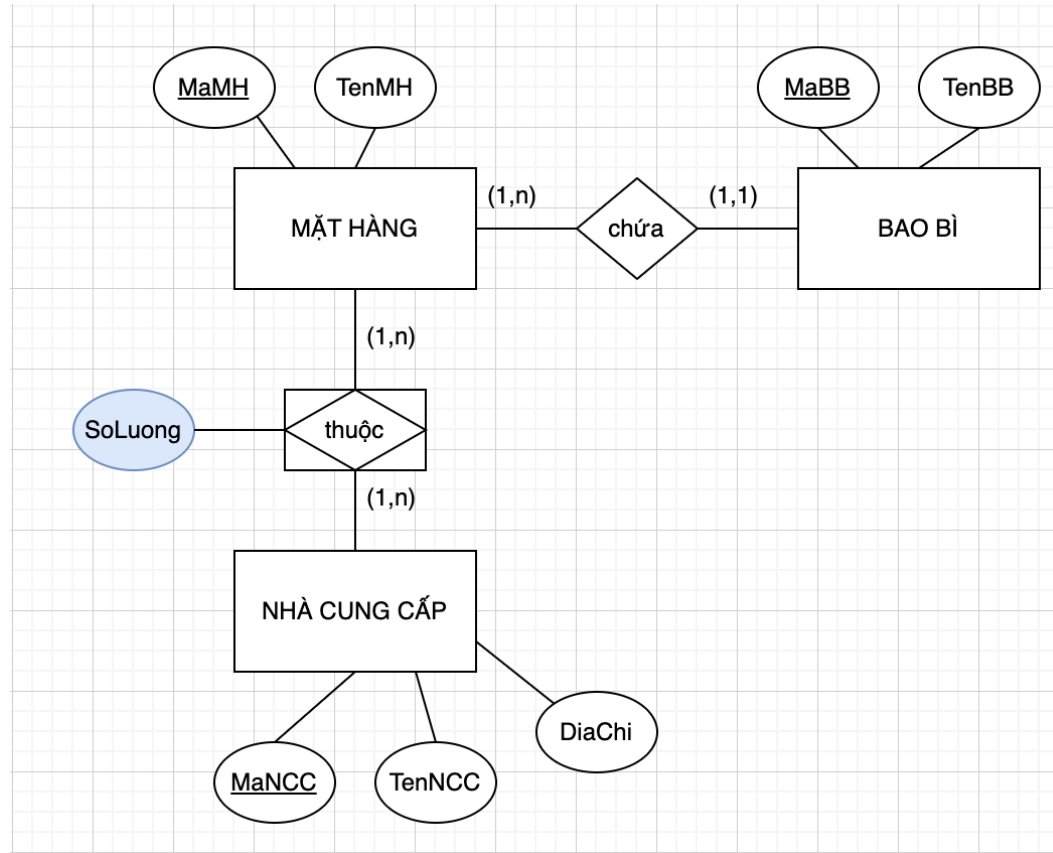 MaMH
TenMH
MaBB
TenBB
MẶT HÀNG
(1,n)
chứa
(1,1)
BAO BÌ
(1,n)
SoLuong
thuộc
(1,n)
NHÀ CUNG CẤP
DiaChi
MaNCC
TenNCC